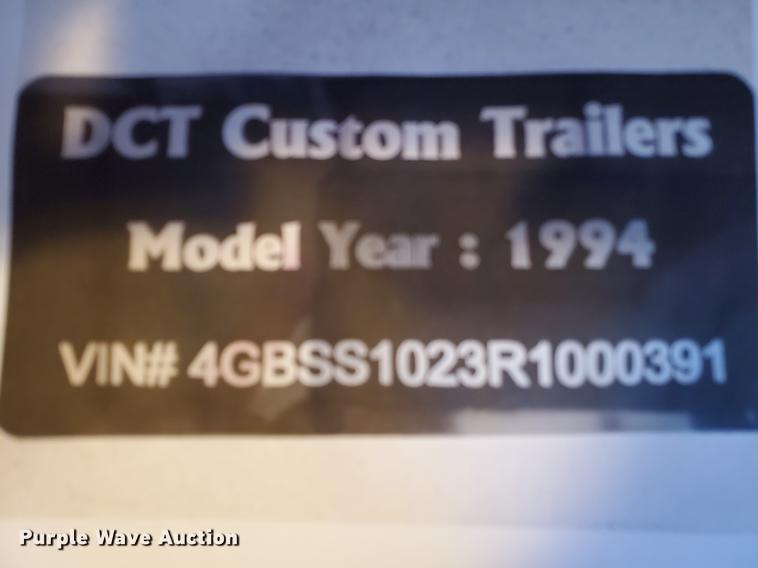 DCT Custom Trailers
Model Year : 1994
VIN# 4GBSS1023R1000391
Purple Wave Auction